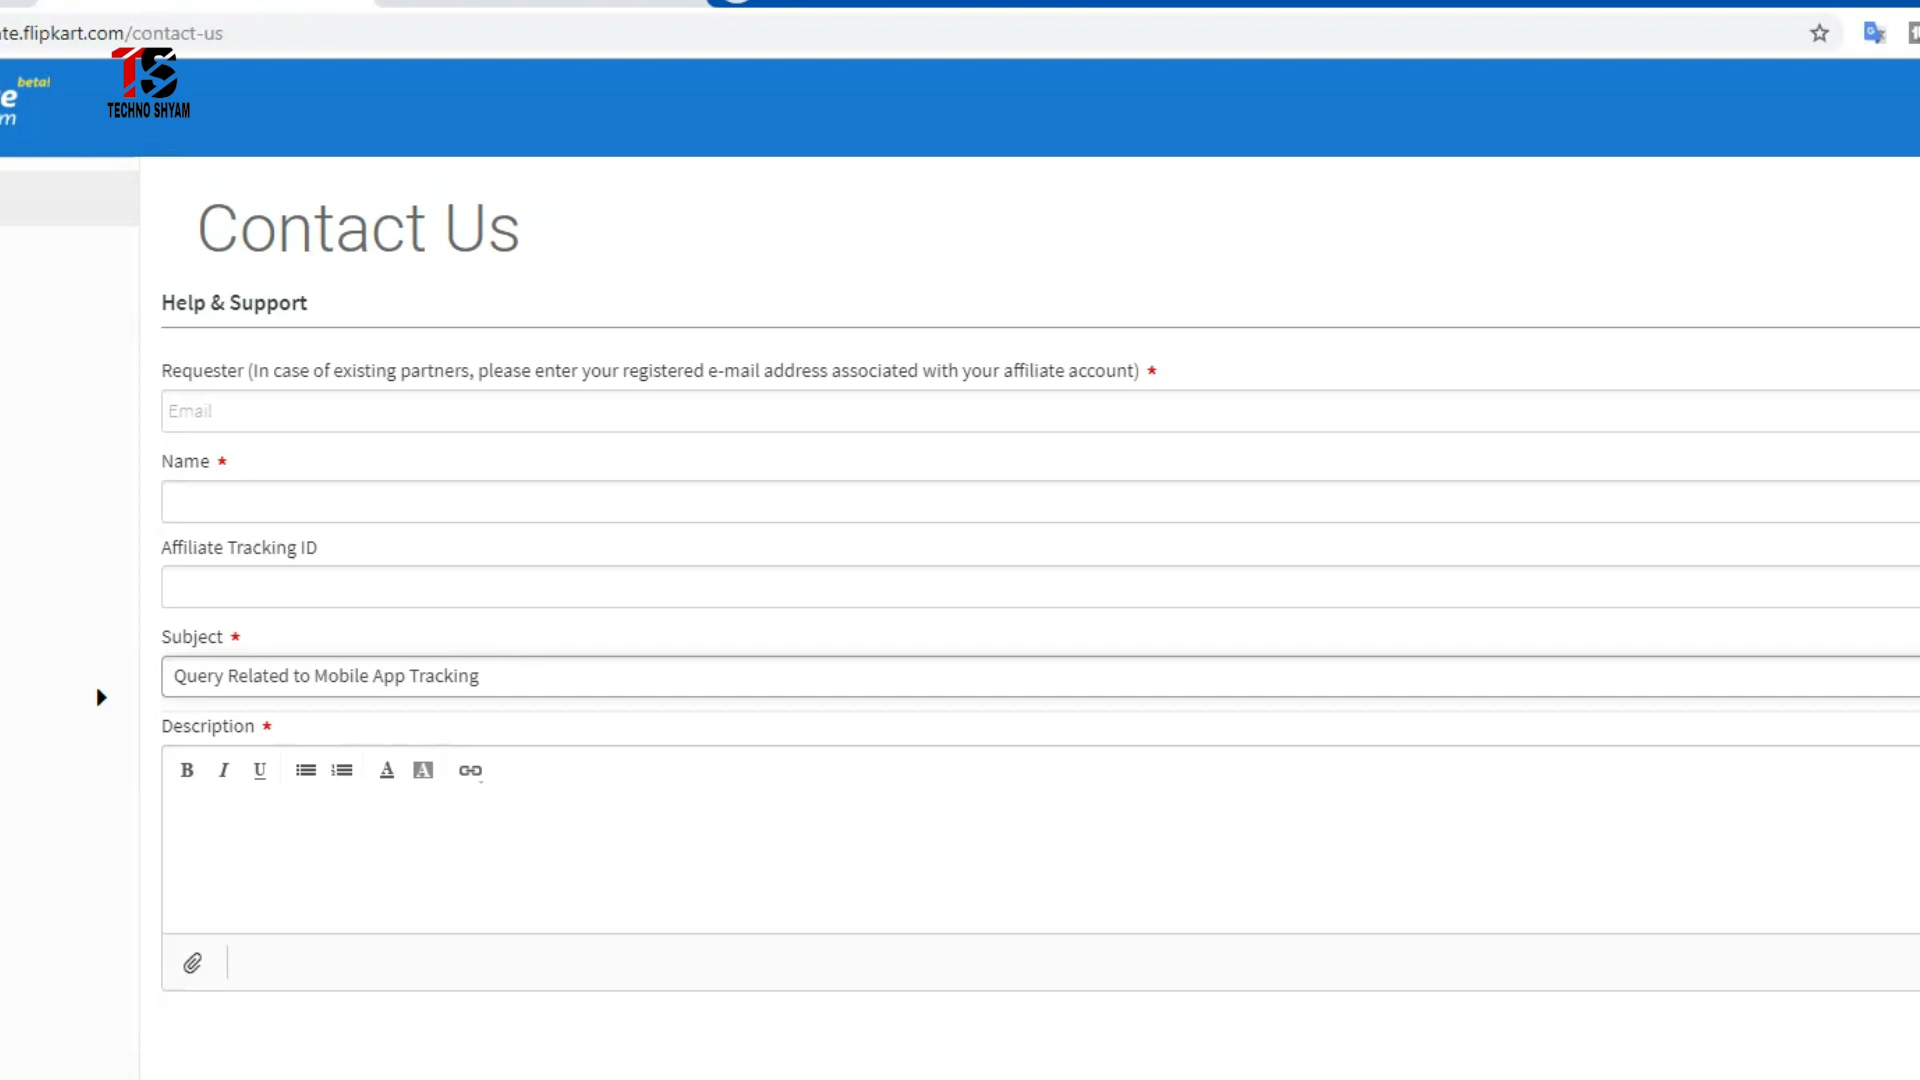 te.flipkart.com/contact-us
beta!
e
m
TS
TECHNO SHYAM
Contact Us
Help & Support
Requester (In case of existing partners, please enter your registered e-mail address associated with your affiliate account) *
Email
Name *
Affiliate Tracking ID
Subject *
Query Related to Mobile App Tracking
Description *
B I U A A